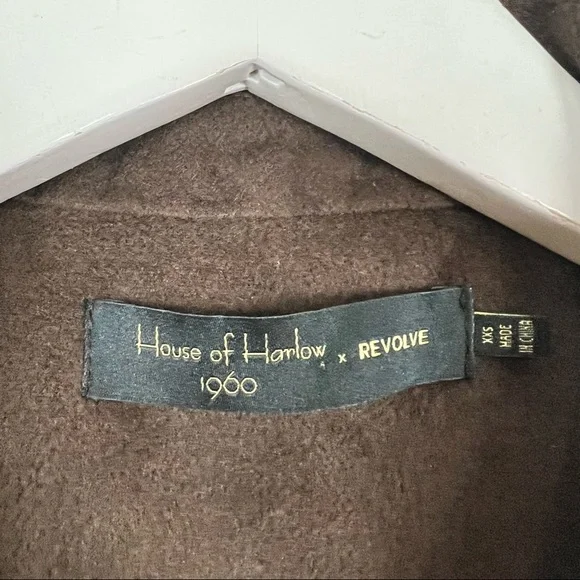 House of Harlow x REVOLVE
1960
XXS
MADE
IN CHINA